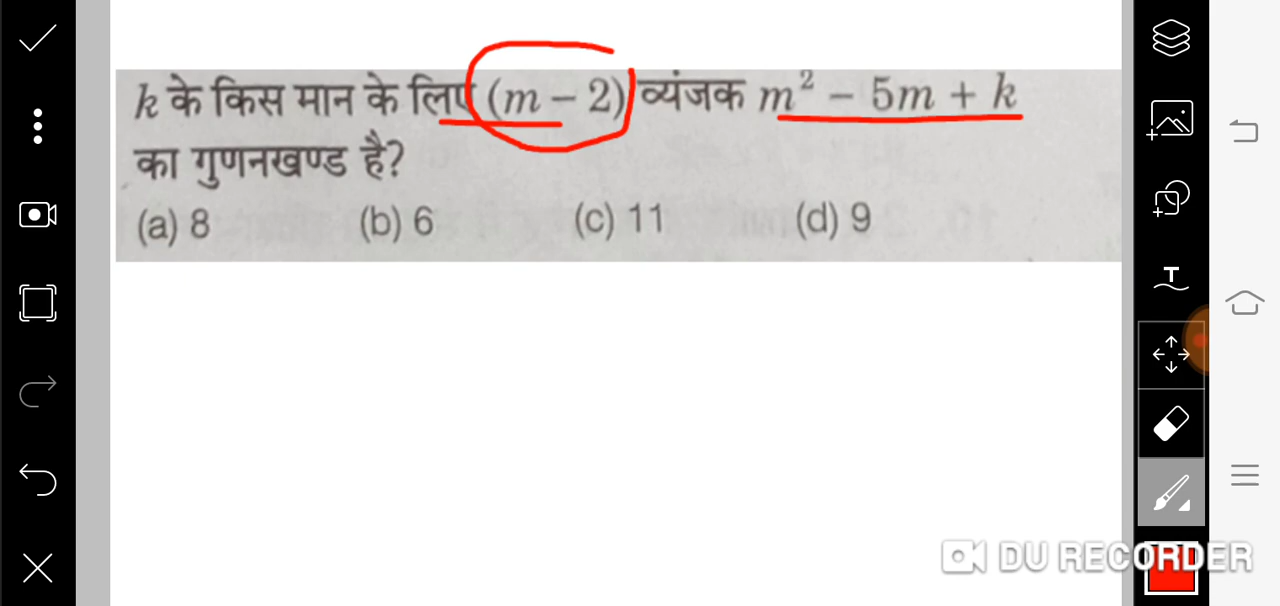 k के किस मान के लिए (m – 2) व्यंजक m² – 5m + k
का गुणनखण्ड है?
(a) 8 (b) 6 (c) 11 (d) 9
T
DU RECORDER